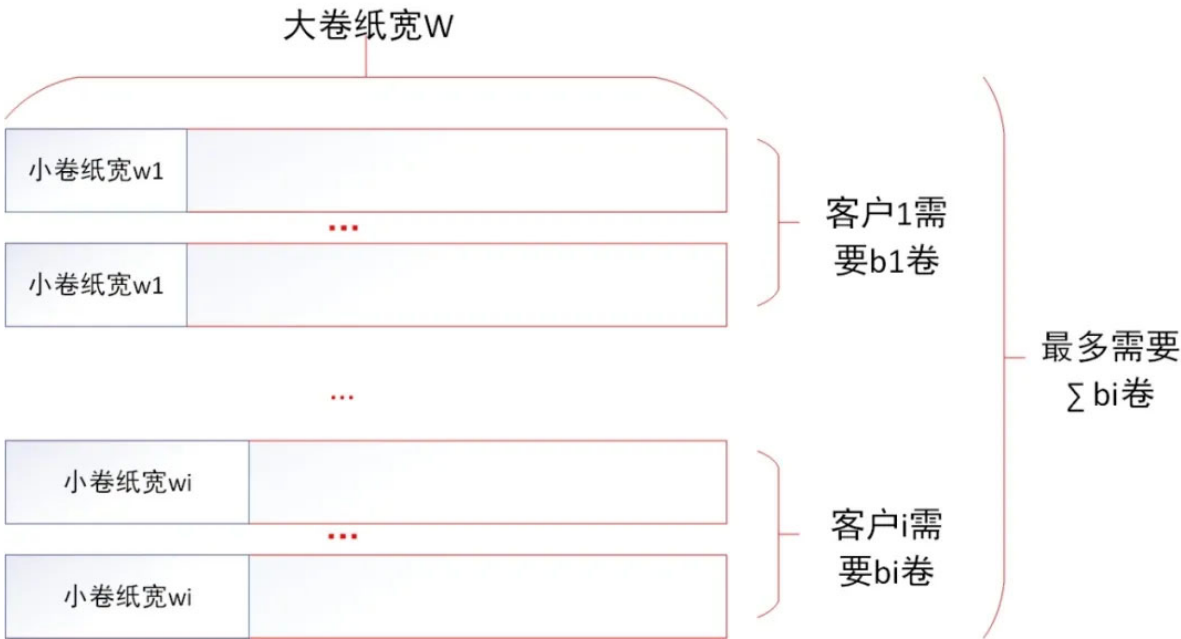 大卷纸宽W
小卷纸宽w1
...
小卷纸宽w1
客户1需
要b1卷
...
最多需要
∑ bi卷
小卷纸宽wi
...
小卷纸宽wi
客户i需
要bi卷